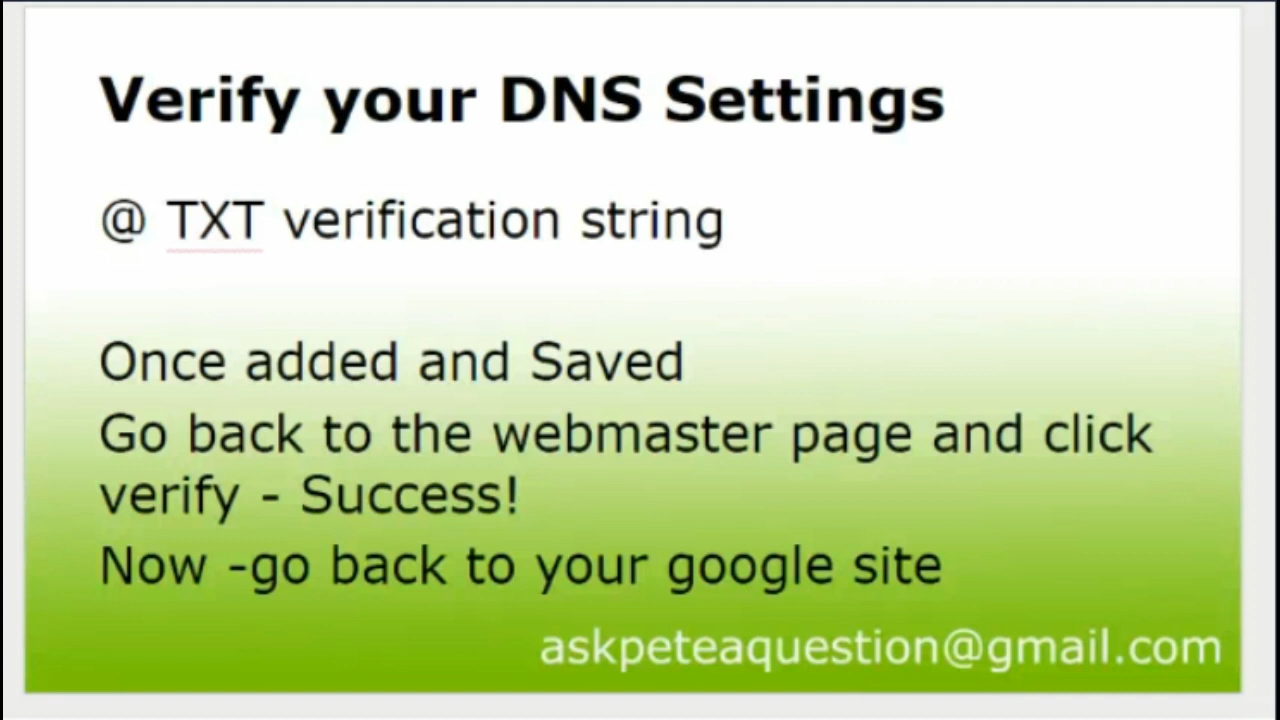 Verify your DNS Settings
@ TXT verification string
Once added and Saved
Go back to the webmaster page and click
verify - Success!
Now -go back to your google site
askpeteaquestion@gmail.com